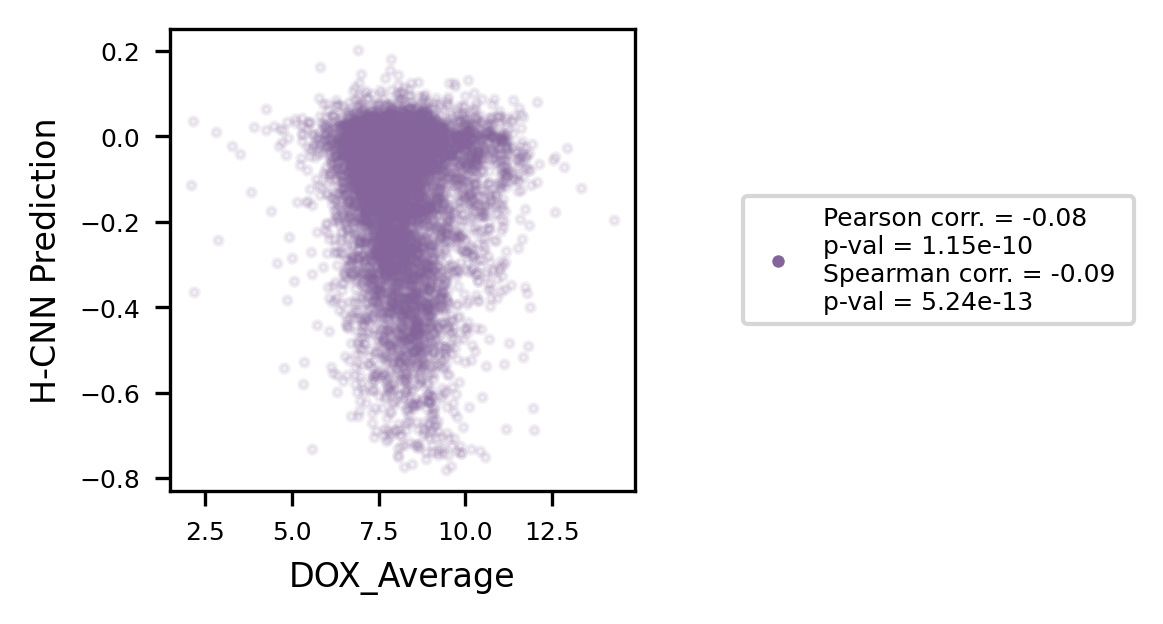 0.2
0.0
−0.2
−0.4
−0.6
−0.8
H-CNN Prediction
2.5 5.0 7.5 10.0 12.5
DOX_Average
Pearson corr. = -0.08
p-val = 1.15e-10
Spearman corr. = -0.09
p-val = 5.24e-13